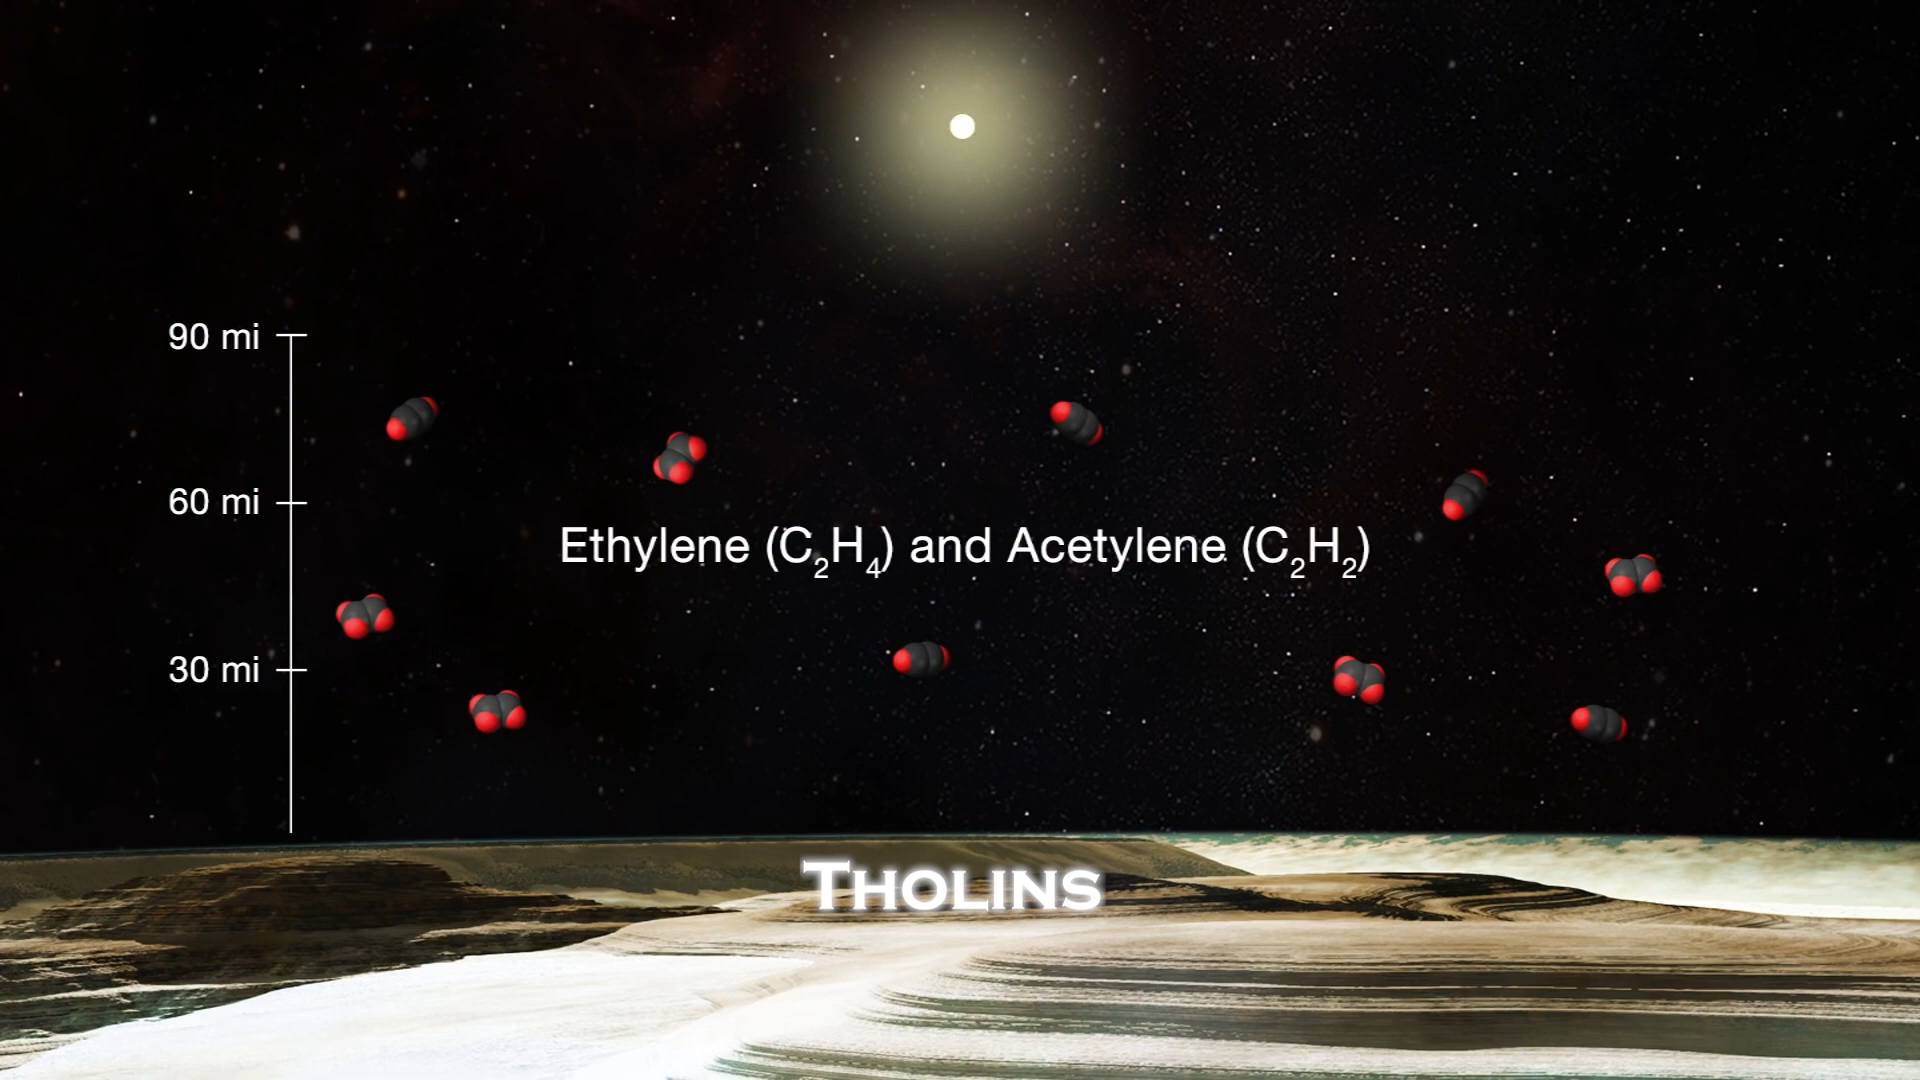 90 mi
60 mi
Ethylene (C₂H₄) and Acetylene (C₂H₂)
30 mi
THOLINS